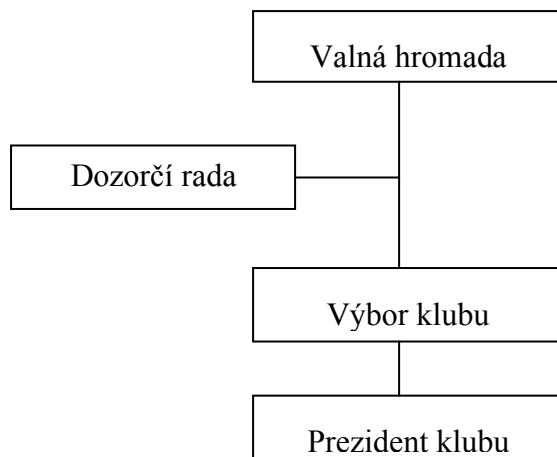 Valná hromada
Dozorčí rada
Výbor klubu
Prezident klubu